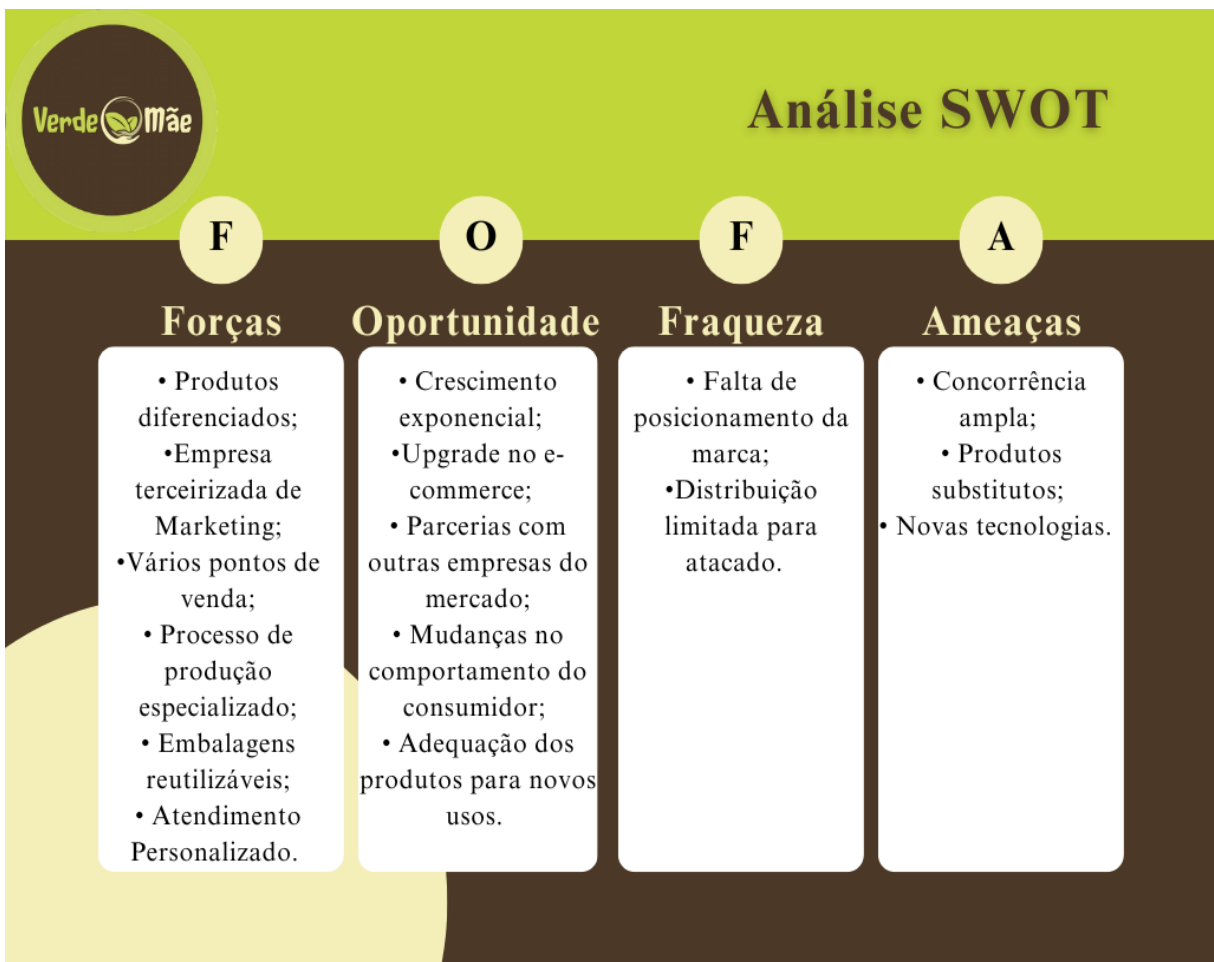 Verde Mãe
Análise SWOT
F
O
F
A
Forças
Oportunidade
Fraqueza
Ameaças
• Produtos
diferenciados;
•Empresa
terceirizada de
Marketing;
•Vários pontos de
venda;
• Processo de
produção
especializado;
• Embalagens
reutilizáveis;
• Atendimento
Personalizado.
• Crescimento
exponencial;
•Upgrade no e-
commerce;
• Parcerias com
outras empresas do
mercado;
• Mudanças no
comportamento do
consumidor;
• Adequação dos
produtos para novos
usos.
• Falta de
posicionamento da
marca;
•Distribuição
limitada para
atacado.
• Concorrência
ampla;
• Produtos
substitutos;
• Novas tecnologias.